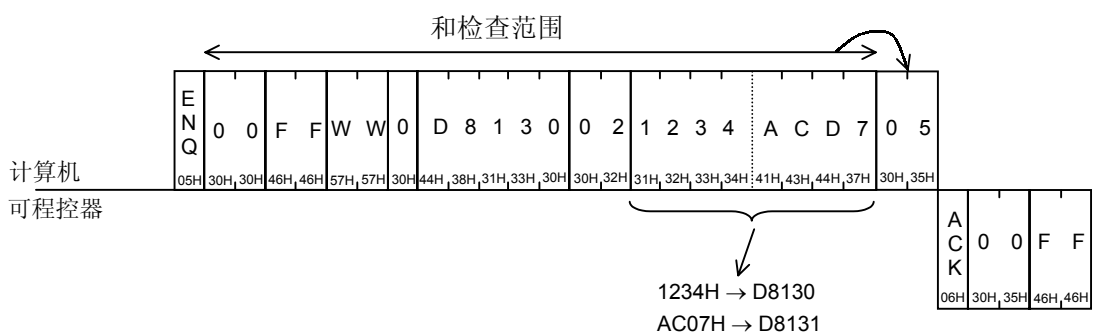 和检查范围
ENQ 0 0 F F W W 0 D 8 1 3 0 0 2 1 2 3 4 A C D 7 0 5
计算机
05H 30H 30H 46H 46H 57H 57H 30H 44H 38H 31H 33H 30H 30H 32H 31H 32H 33H 34H 41H 43H 44H 37H 30H 35H
可程控器
ACK 0 0 F F
06H 30H 35H 46H 46H
1234H → D8130
AC07H → D8131